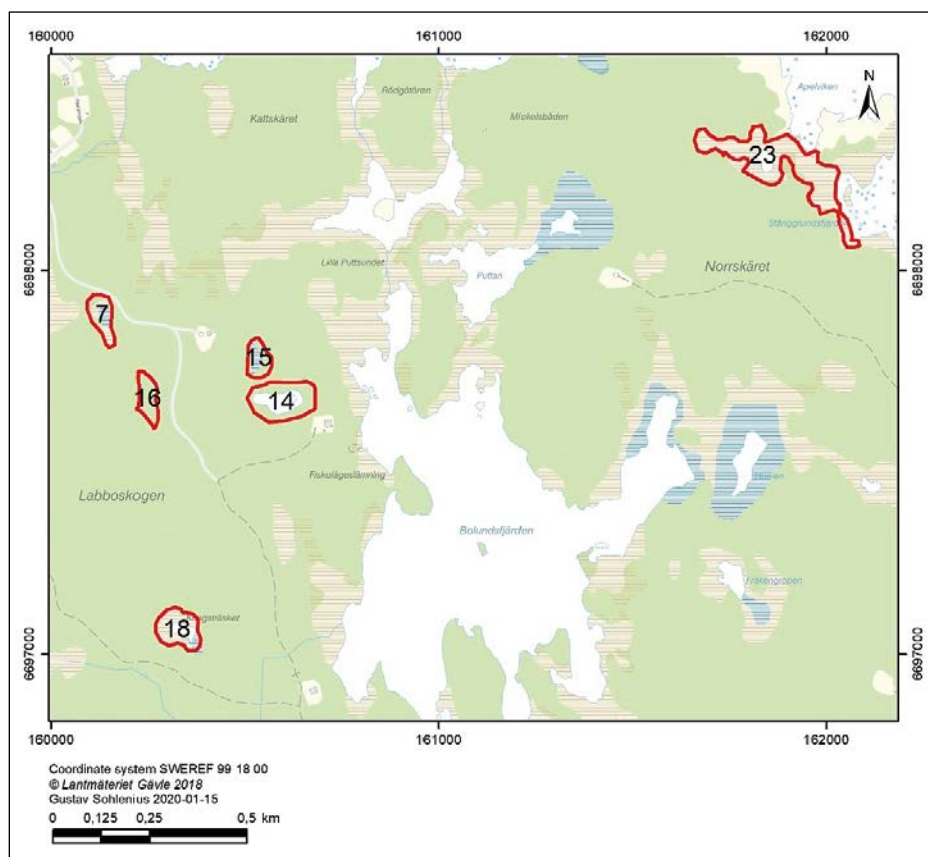 160000 161000 162000
N
Apelviken
Rödgötören
Kattskäret
Mickelsbåden
23
Stånggrundsfjärden
Lilla Puttsundet
Puttan
Norrskäret
6698000 6698000
7
15
16
14
Fiskulågeslämning
Labboskogen
Bolundsfjärden
Fräkengropen
18
6697000 6697000
160000 161000 162000
Coordinate system SWEREF 99 18 00
© Lantmäteriet Gävle 2018
Gustav Sohlenius 2020-01-15
0 0,125 0,25 0,5 km